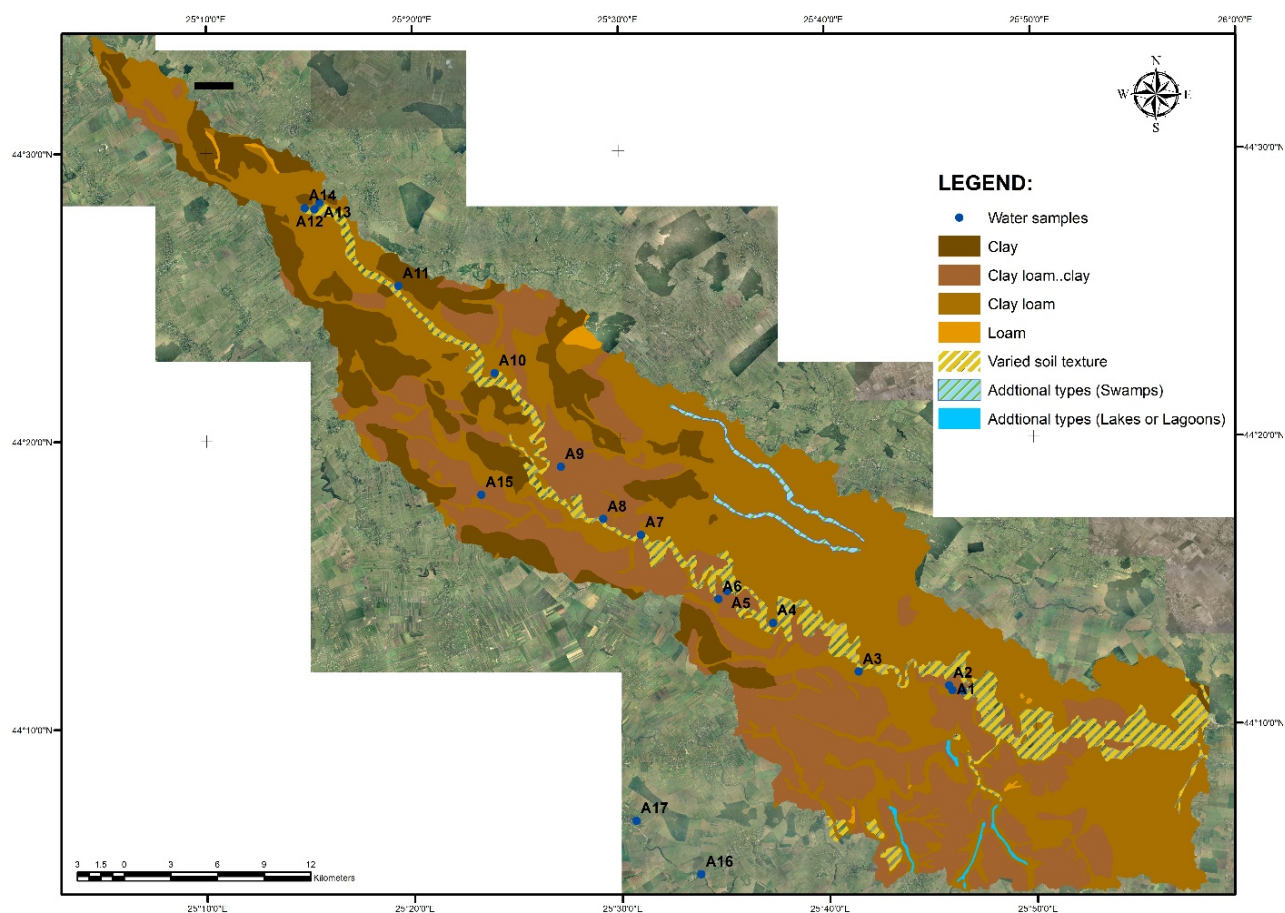 25°10'0"E 25°20'0"E 25°30'0"E 25°40'0"E 25°50'0"E 26°0'0"E
N
W E
S
44°30'0"N 44°30'0"N
LEGEND:
Water samples
Clay
Clay loam..clay
Clay loam
Loam
Varied soil texture
Addtional types (Swamps)
Addtional types (Lakes or Lagoons)
A14
A12 A13
A11
A10
44°20'0"N 44°20'0"N
A9
A15
A8
A7
A6
A5
A4
A3
A2
A1
44°10'0"N 44°10'0"N
A17
A16
3 1.5 0 3 6 9 12
Kilometers
25°10'0"E 25°20'0"E 25°30'0"E 25°40'0"E 25°50'0"E